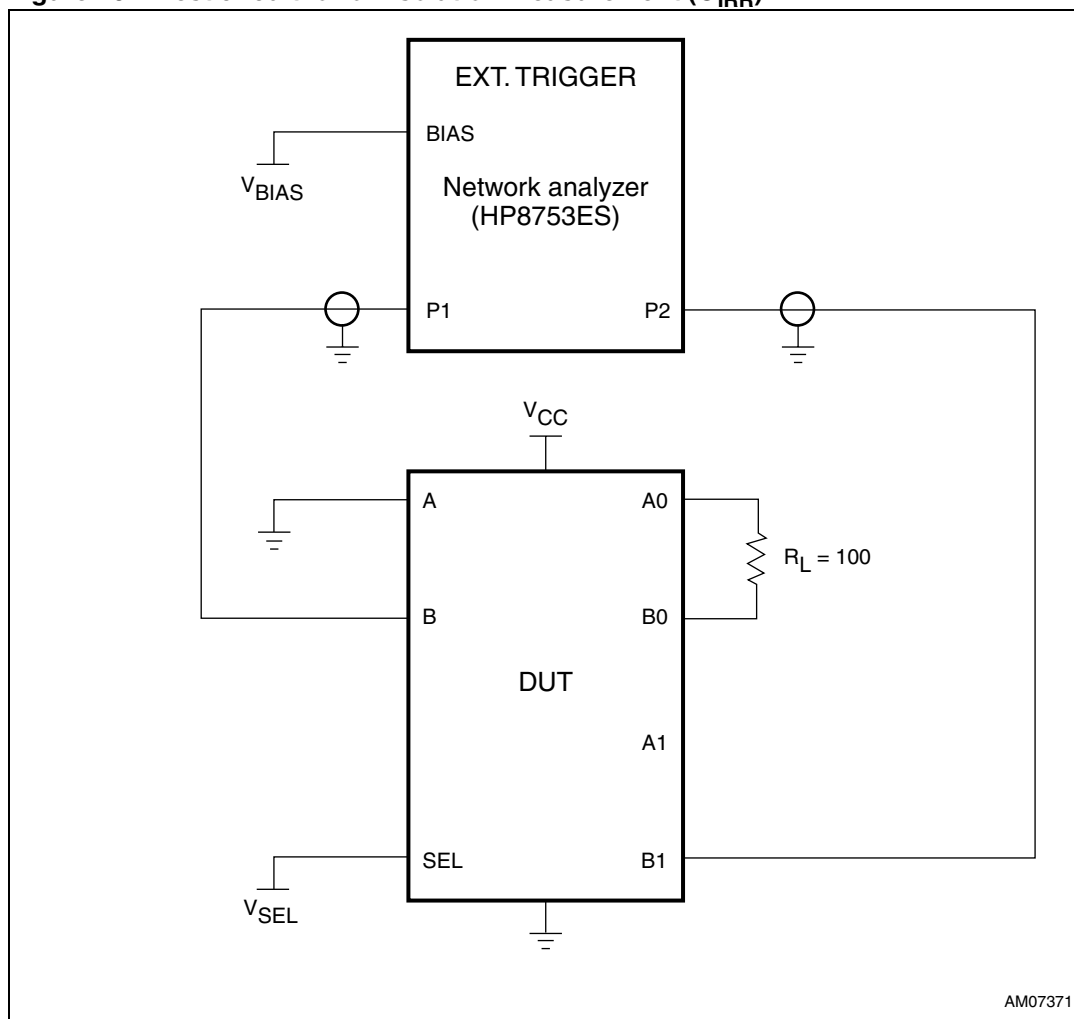 EXT. TRIGGER
BIAS
VBIAS
Network analyzer
(HP8753ES)
P1
P2
VCC
A
A0
RL = 100
B
B0
DUT
A1
SEL
B1
VSEL
AM07371